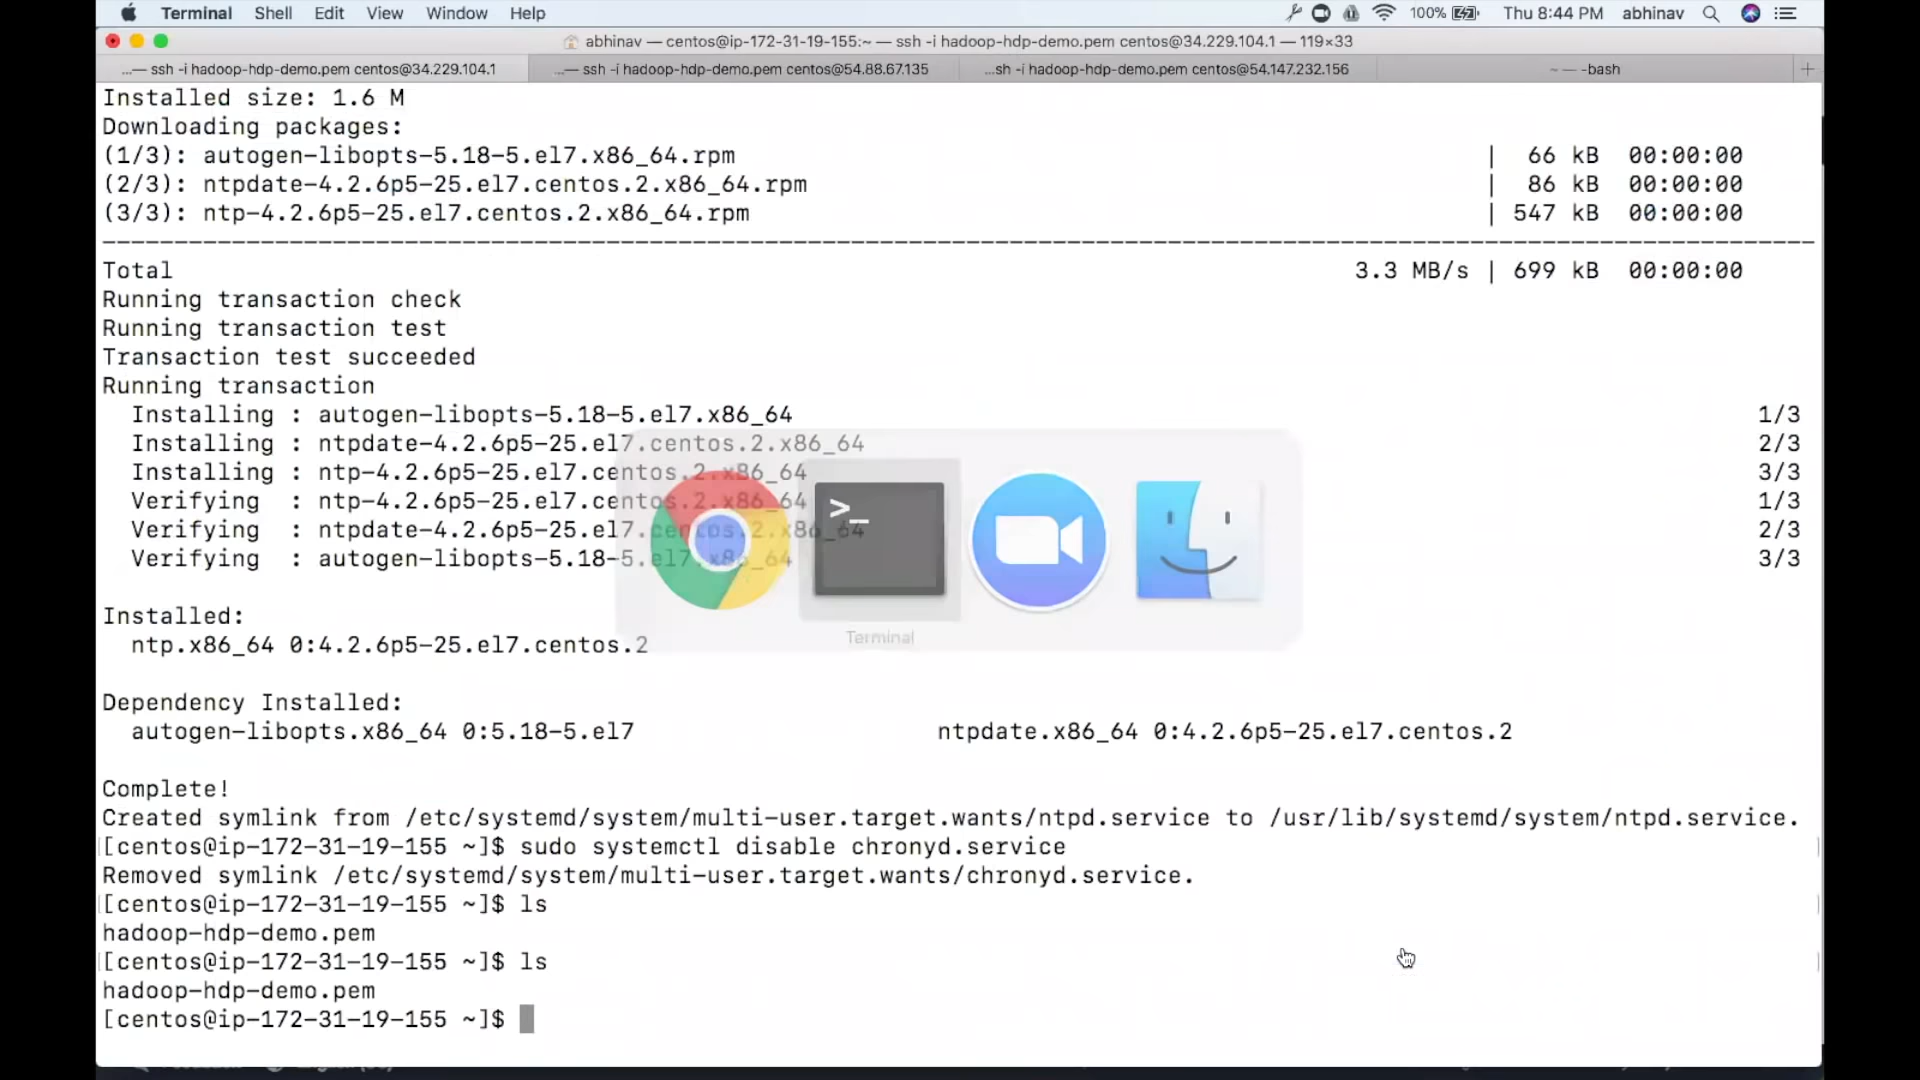 Terminal Shell Edit View Window Help 100% Thu 8:44 PM abhinav
abhinav — centos@ip-172-31-19-155:~ — ssh -i hadoop-hdp-demo.pem centos@34.229.104.1 — 119×33
...— ssh -i hadoop-hdp-demo.pem centos@34.229.104.1 ...— ssh -i hadoop-hdp-demo.pem centos@54.88.67.135 ...sh -i hadoop-hdp-demo.pem centos@54.147.232.156 ~ — -bash +
Installed size: 1.6 M
Downloading packages:
(1/3): autogen-libopts-5.18-5.el7.x86_64.rpm | 66 kB 00:00:00
(2/3): ntpdate-4.2.6p5-25.el7.centos.2.x86_64.rpm | 86 kB 00:00:00
(3/3): ntp-4.2.6p5-25.el7.centos.2.x86_64.rpm | 547 kB 00:00:00
Total 3.3 MB/s | 699 kB 00:00:00
Running transaction check
Running transaction test
Transaction test succeeded
Running transaction
Installing : autogen-libopts-5.18-5.el7.x86_64 1/3
Installing : ntpdate-4.2.6p5-25.el7.centos.2.x86_64 2/3
Installing : ntp-4.2.6p5-25.el7.centos.2.x86_64 3/3
Verifying : ntp-4.2.6p5-25.el7.centos.2.x86_64 1/3
Verifying : ntpdate-4.2.6p5-25.el7.centos.2.x86_64 2/3
Verifying : autogen-libopts-5.18-5.el7.x86_64 3/3
>_
Terminal
Installed:
ntp.x86_64 0:4.2.6p5-25.el7.centos.2
Dependency Installed:
autogen-libopts.x86_64 0:5.18-5.el7 ntpdate.x86_64 0:4.2.6p5-25.el7.centos.2
Complete!
Created symlink from /etc/systemd/system/multi-user.target.wants/ntpd.service to /usr/lib/systemd/system/ntpd.service.
[centos@ip-172-31-19-155 ~]$ sudo systemctl disable chronyd.service
Removed symlink /etc/systemd/system/multi-user.target.wants/chronyd.service.
[centos@ip-172-31-19-155 ~]$ ls
hadoop-hdp-demo.pem
[centos@ip-172-31-19-155 ~]$ ls
hadoop-hdp-demo.pem
[centos@ip-172-31-19-155 ~]$